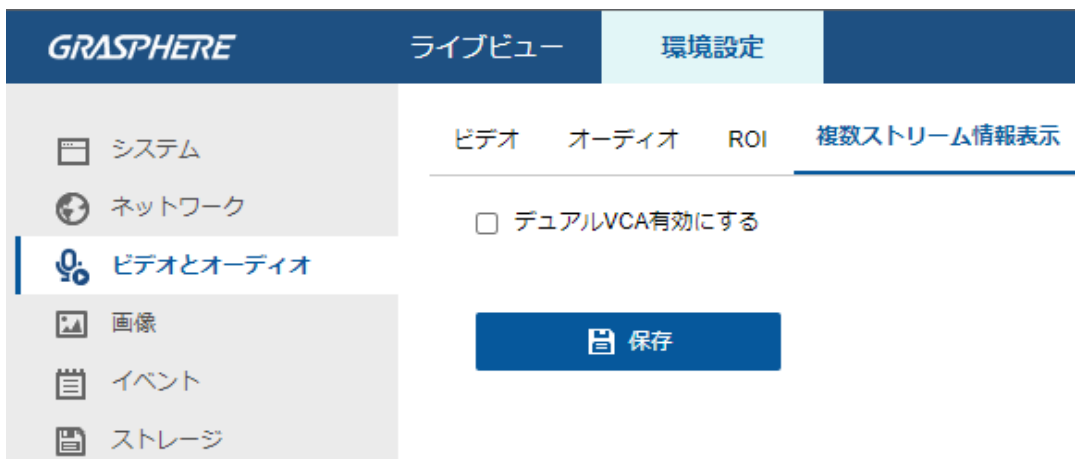 GRASPHERE ライブビュー 環境設定
システム
ネットワーク
ビデオとオーディオ
画像
イベント
ストレージ
ビデオ オーディオ ROI 複数ストリーム情報表示
デュアルVCA有効にする
保存